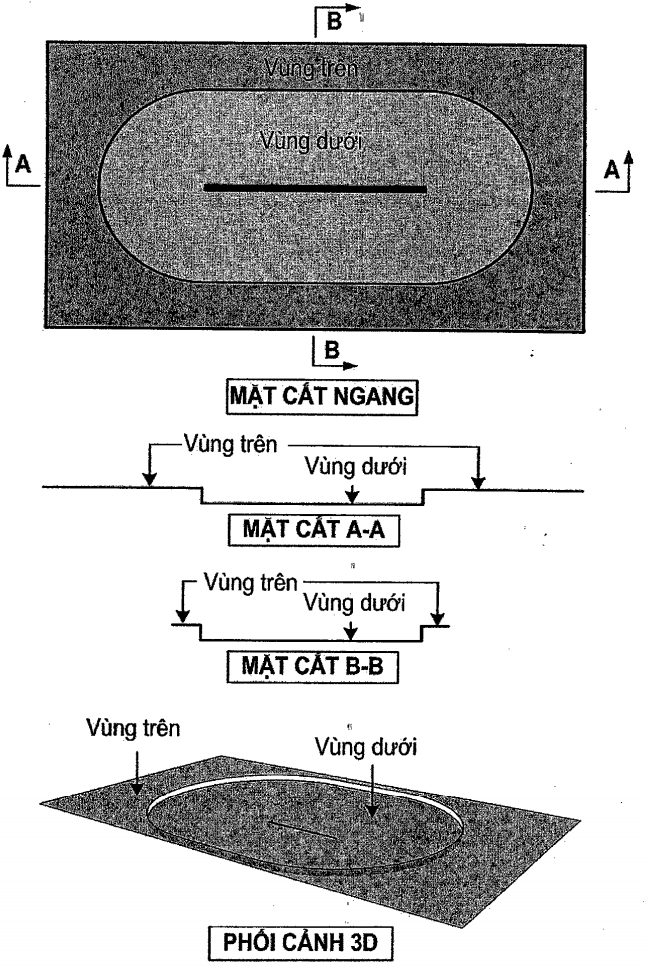 B
Vùng trên
Vùng dưới
A
A
B
MẶT CẮT NGANG
Vùng trên
Vùng dưới
MẶT CẮT A-A
Vùng trên
Vùng dưới
MẶT CẮT B-B
Vùng trên
Vùng dưới
PHỐI CẢNH 3D